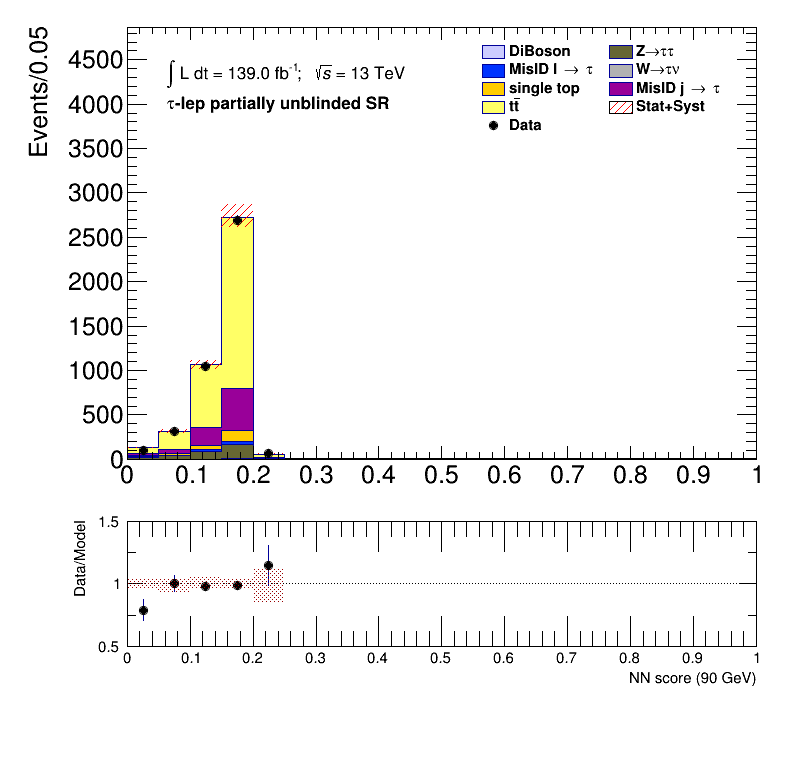 Events/0.05
4500
4000
3500
3000
2500
2000
1500
1000
500
0
∫ L dt = 139.0 fb⁻¹; √s = 13 TeV
τ-lep partially unblinded SR
DiBoson
MisID l → τ
single top
tt̄
Data
Z→ττ
W→τν
MisID j → τ
Stat+Syst
0 0.1 0.2 0.3 0.4 0.5 0.6 0.7 0.8 0.9 1
Data/Model
1.5
1
0.5
0 0.1 0.2 0.3 0.4 0.5 0.6 0.7 0.8 0.9 1
NN score (90 GeV)